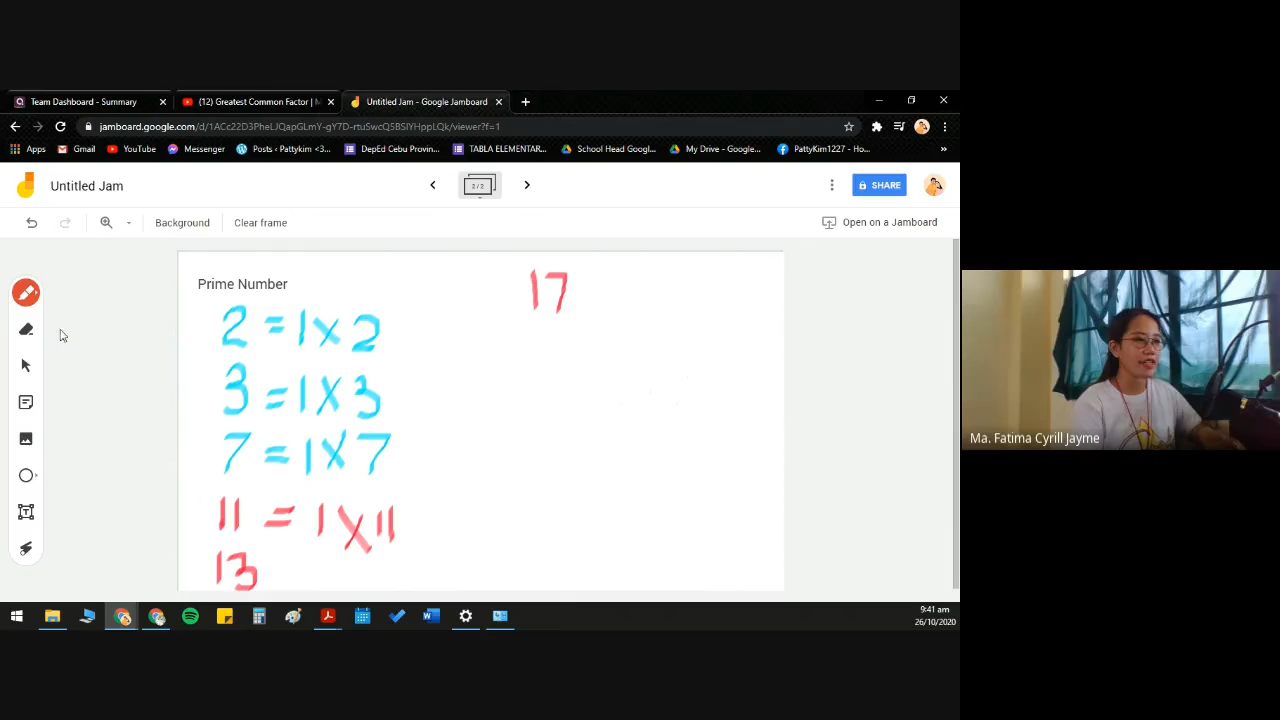 Team Dashboard - Summary
(12) Greatest Common Factor | M
Untitled Jam - Google Jamboard
jamboard.google.com/d/1ACc22D3PheLJQapGLmY-gY7D-rtuSwcQ5BSlYHppLQk/viewer?f=1
Apps
Gmail
YouTube
Messenger
Posts ‹ Pattykim <3...
DepEd Cebu Provin...
TABLA ELEMENTAR...
School Head Googl...
My Drive - Google...
PattyKim1227 - Ho...
Untitled Jam
2 / 2
SHARE
Background
Clear frame
Open on a Jamboard
Prime Number
17
2 = 1 x 2
3 = 1 x 3
7 = 1 x 7
11 = 1 x 11
13
Ma. Fatima Cyrill Jayme
9:41 am
26/10/2020